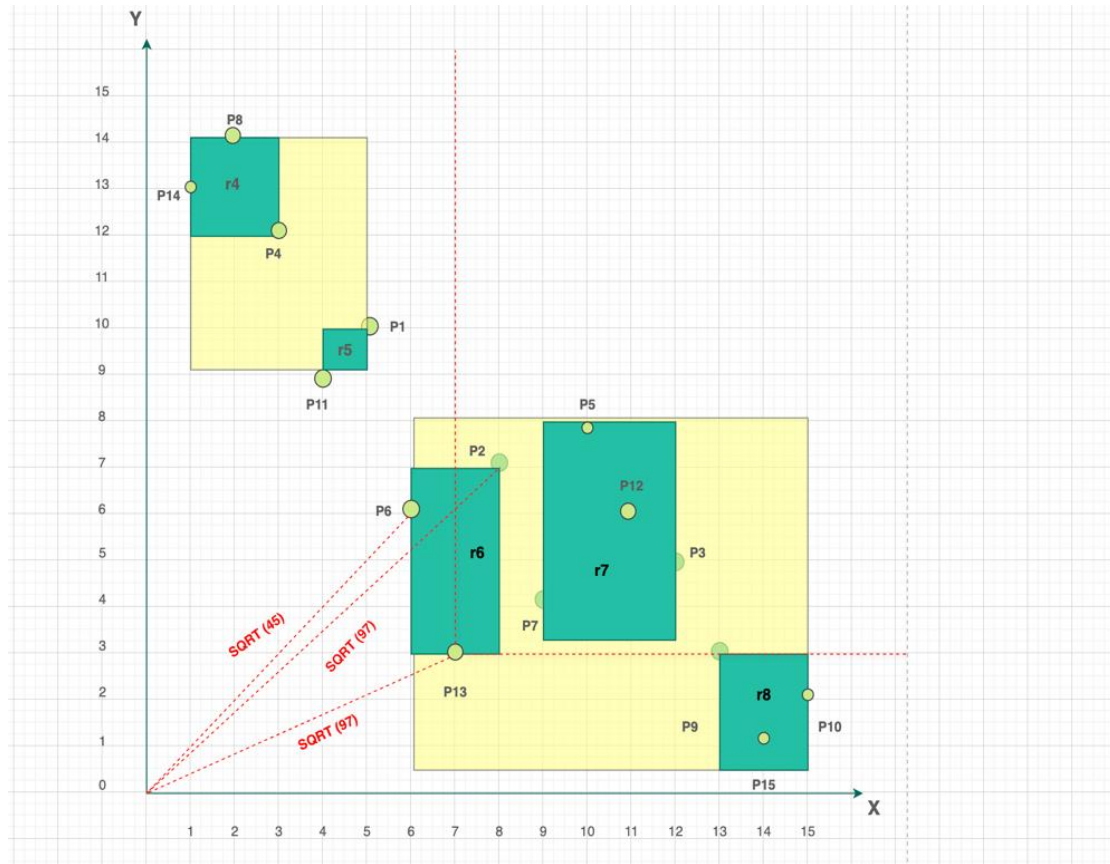 Y
15
P8
14
r4
13
P14
12
P4
11
10
P1
r5
9
P11
8
P5
P2
7
P12
6
P6
r6
P3
5
r7
4
P7
SQRT (45)
SQRT (97)
3
P13
r8
2
P9
P10
SQRT (97)
1
P15
0
X
1 2 3 4 5 6 7 8 9 10 11 12 13 14 15